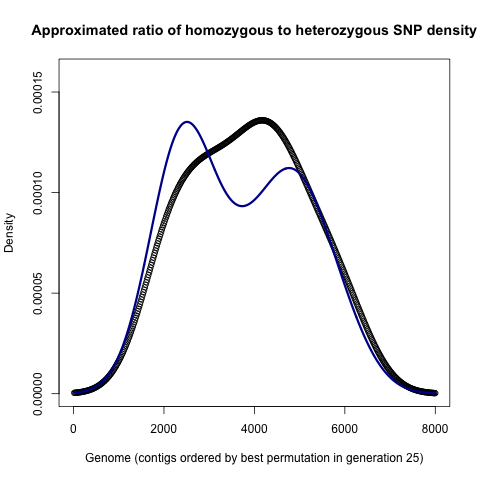 Approximated ratio of homozygous to heterozygous SNP density
0.00015
0.00010
0.00005
0.00000
Density
0 2000 4000 6000 8000
Genome (contigs ordered by best permutation in generation 25)